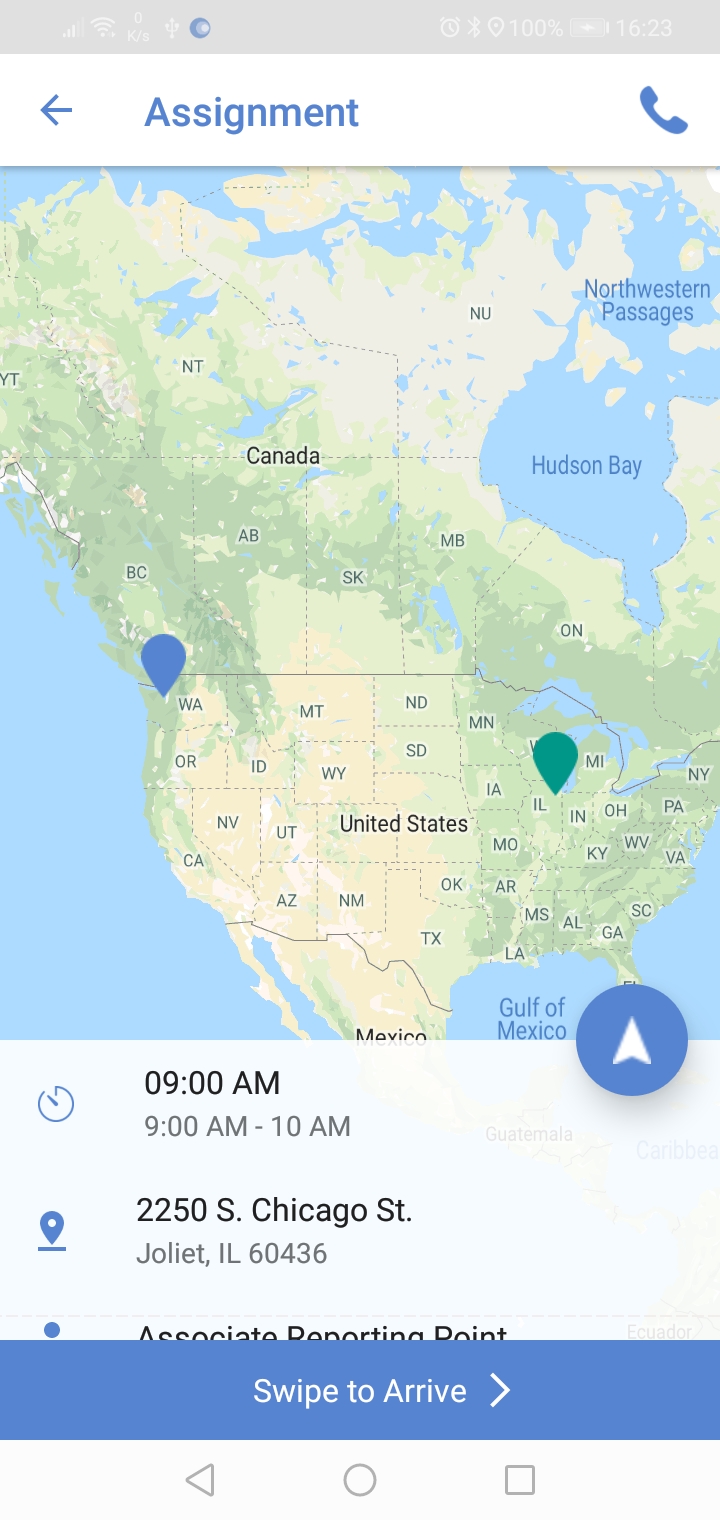 0
K/s
100%
16:23
Assignment
Northwestern
Passages
NU
NT
YT
Canada
Hudson Bay
AB
MB
BC
SK
ON
WA
ND
MT
MN
SD
OR
ID
MI
WY
NY
IA
IL
PA
OH
IN
NV
United States
UT
WV
MO
KY
VA
CA
OK
AR
AZ
NM
SC
MS
AL
GA
TX
LA
Gulf of
Mexico
Mexico
09:00 AM
9:00 AM - 10 AM
Guatemala
Caribbea
2250 S. Chicago St.
Joliet, IL 60436
Associate Reporting Point
Ecuador
Swipe to Arrive